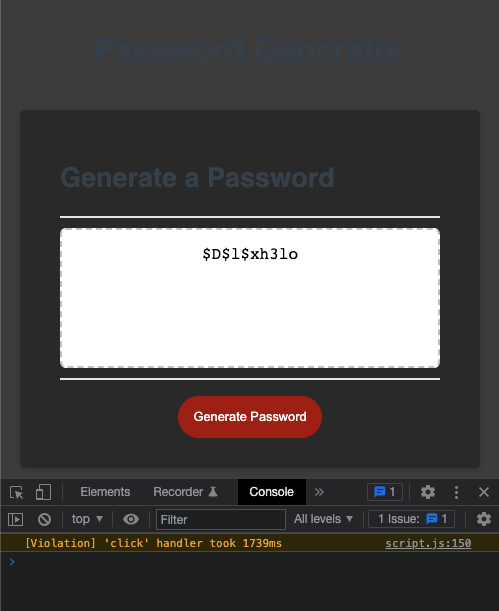 Password Generator
Generate a Password
$D$l$xh3lo
Generate Password
Elements Recorder Console » 1
top ▼ Filter All levels ▼ 1 Issue: 1
[Violation] 'click' handler took 1739ms script.js:150
>